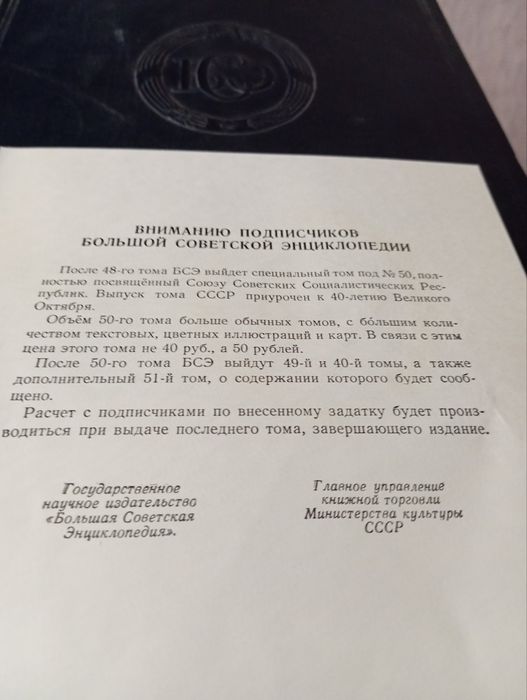 БСЭ
ВНИМАНИЮ ПОДПИСЧИКОВ
БОЛЬШОЙ СОВЕТСКОЙ ЭНЦИКЛОПЕДИИ
После 48-го тома БСЭ выйдет специальный том под № 50, пол-
ностью посвящённый Союзу Советских Социалистических Рес-
публик. Выпуск тома СССР приурочен к 40-летию Великого
Октября.
Объём 50-го тома больше обычных томов, с бо́льшим коли-
чеством текстовых, цветных иллюстраций и карт. В связи с этим
цена этого тома не 40 руб., а 50 рублей.
После 50-го тома БСЭ выйдут 49-й и 40-й томы, а также
дополнительный 51-й том, о содержании которого будет сооб-
щено.
Расчет с подписчиками по внесенному задатку будет произ-
водиться при выдаче последнего тома, завершающего издание.
Государственное
научное издательство
«Большая Советская
Энциклопедия».
Главное управление
книжной торговли
Министерства культуры
СССР